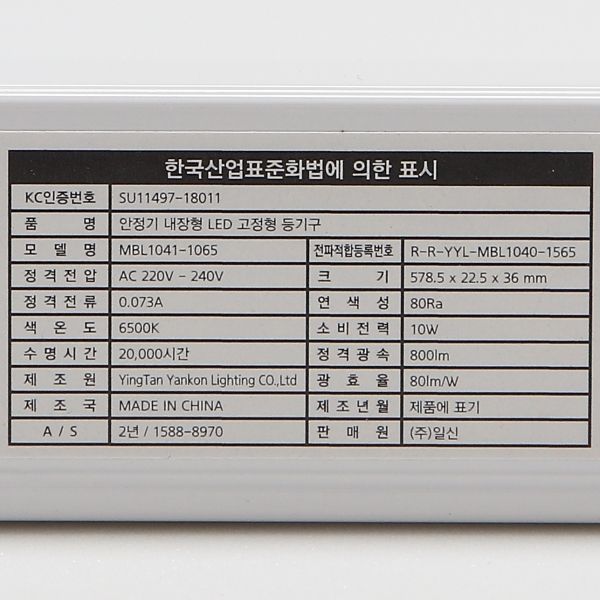 한국산업표준화법에 의한 표시
KC인증번호 SU11497-18011
품 명 안정기 내장형 LED 고정형 등기구
모 델 명 MBL1041-1065 전파적합등록번호 R-R-YYL-MBL1040-1565
정 격 전 압 AC 220V - 240V 크 기 578.5 x 22.5 x 36 mm
정 격 전 류 0.073A 연 색 성 80Ra
색 온 도 6500K 소 비 전 력 10W
수 명 시 간 20,000시간 정 격 광 속 800lm
제 조 원 YingTan Yankon Lighting CO.,Ltd 광 효 율 80lm/W
제 조 국 MADE IN CHINA 제 조 년 월 제품에 표기
A / S 2년 / 1588-8970 판 매 원 (주)일신